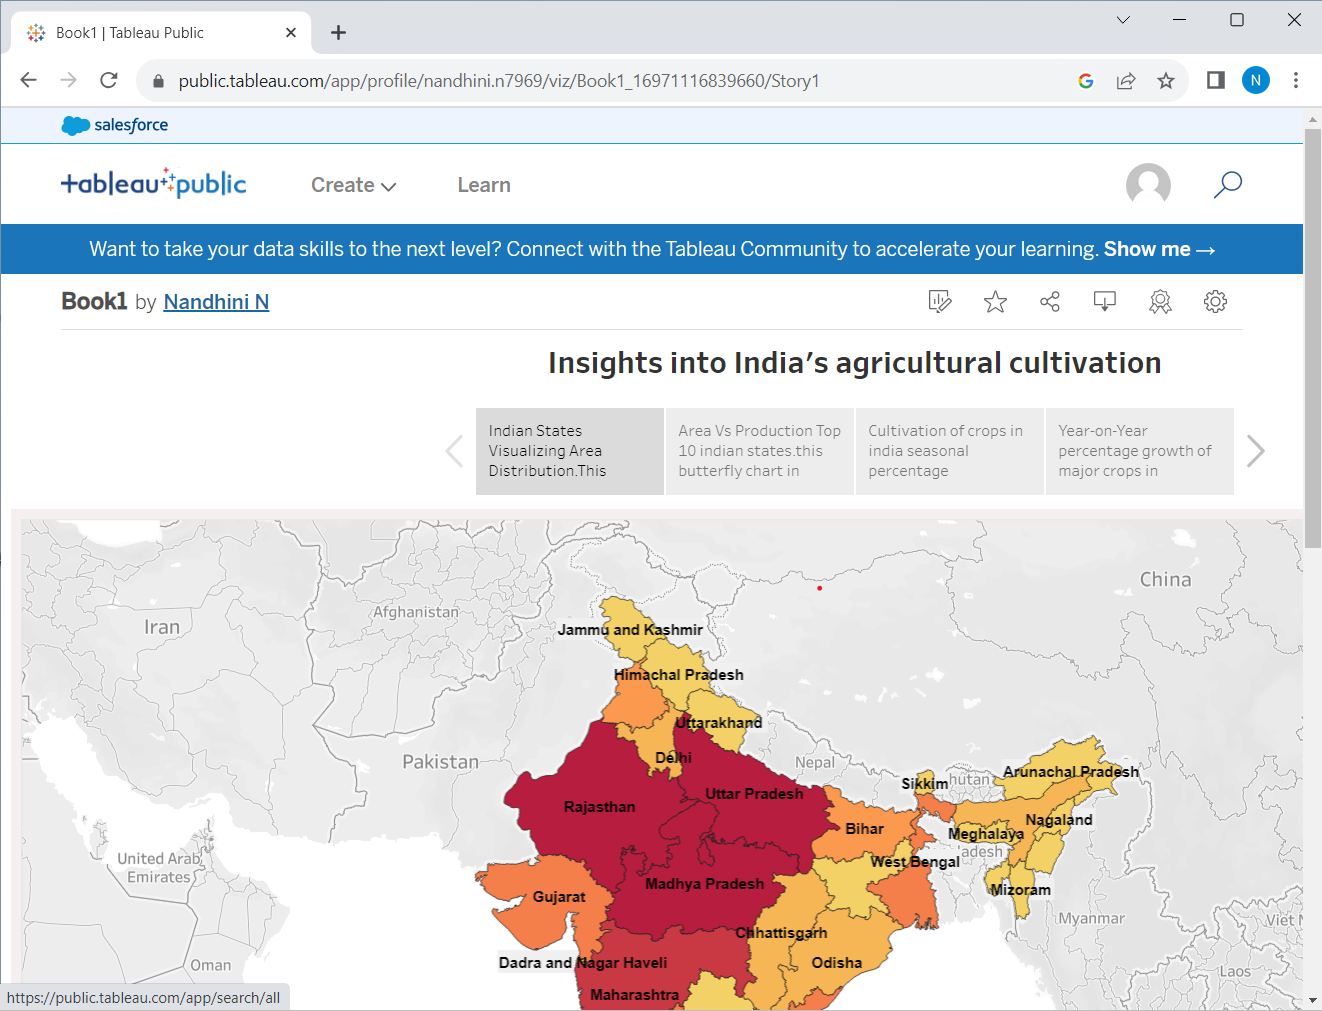 Book1 | Tableau Public
public.tableau.com/app/profile/nandhini.n7969/viz/Book1_16971116839660/Story1
N
salesforce
+ableau+public
Create
Learn
Want to take your data skills to the next level? Connect with the Tableau Community to accelerate your learning. Show me →
Book1 by Nandhini N
Insights into India's agricultural cultivation
Indian States
Visualizing Area
Distribution.This
Area Vs Production Top
10 indian states.this
butterfly chart in
Cultivation of crops in
india seasonal
percentage
Year-on-Year
percentage growth of
major crops in
China
Afghanistan
Iran
Jammu and Kashmir
Himachal Pradesh
Uttarakhand
Pakistan
Delhi
Nepal
Arunachal Pradesh
Sikkim
hutan
Uttar Pradesh
Rajasthan
Nagaland
Bihar
Meghalaya
adesh
United Arab
Emirates
West Bengal
Madhya Pradesh
Mizoram
Gujarat
Myanmar
Viet N
Chhattisgarh
Oman
Dadra and Nagar Haveli
Odisha
Laos
Maharashtra
https://public.tableau.com/app/search/all